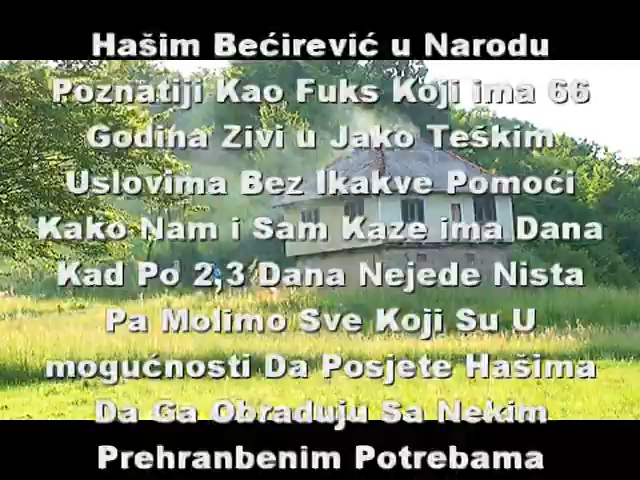 Hašim Bećirević u Narodu
Poznatiji Kao Fuks Koji ima 66
Godina Zivi u Jako Teškim
Uslovima Bez Ikakve Pomoći
Kako Nam i Sam Kaze ima Dana
Kad Po 2,3 Dana Nejede Nista
Pa Molimo Sve Koji Su U
mogućnosti Da Posjete Hašima
Da Ga Obraduju Sa Nekim
Prehranbenim Potrebama